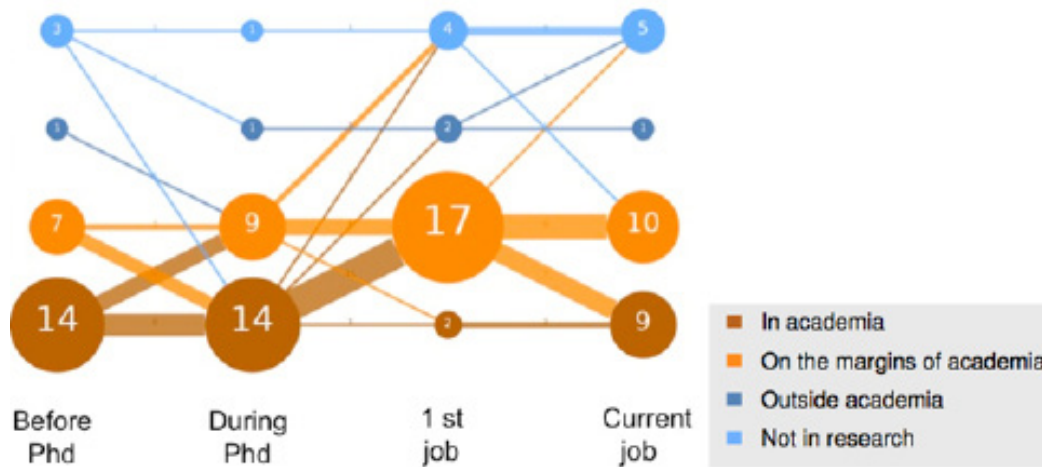 3 1 4 5
1 1 2 1
7 9 17 10
14 14 2 9
Before During 1 st Current
Phd Phd job job
In academia
On the margins of academia
Outside academia
Not in research